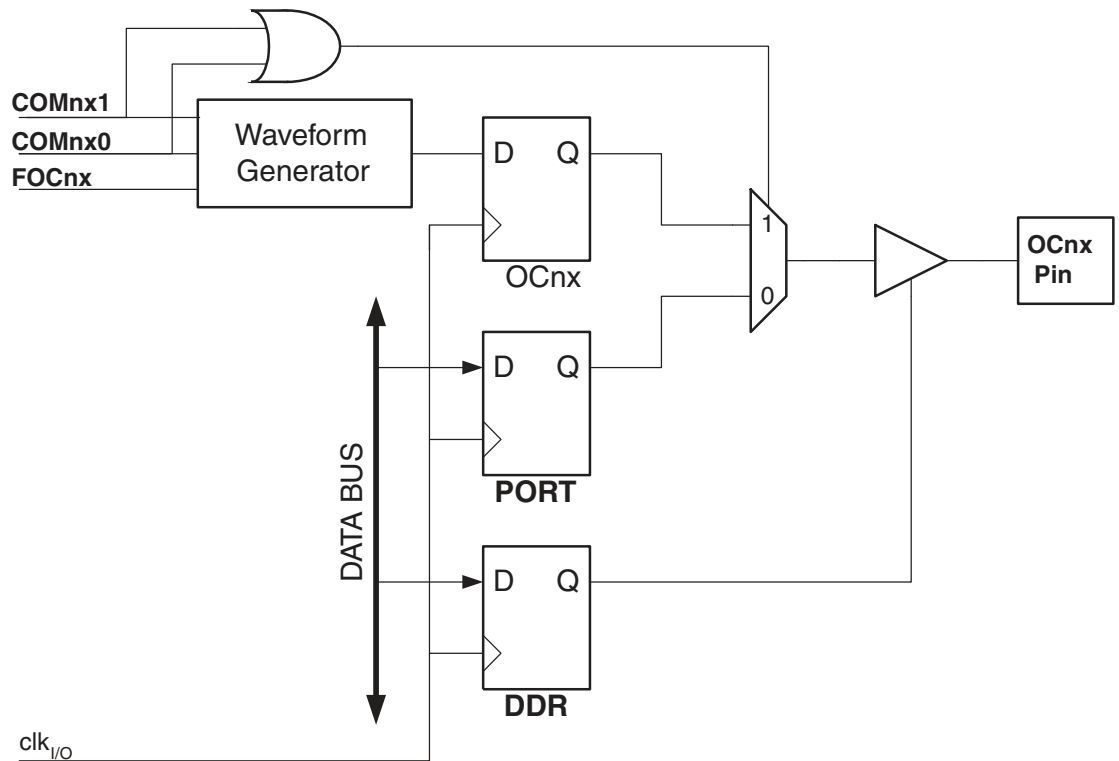 COMnx1
COMnx0
FOCnx
Waveform
Generator
D Q
OCnx
1
0
OCnx
Pin
D Q
PORT
DATA BUS
D Q
DDR
clkI/O